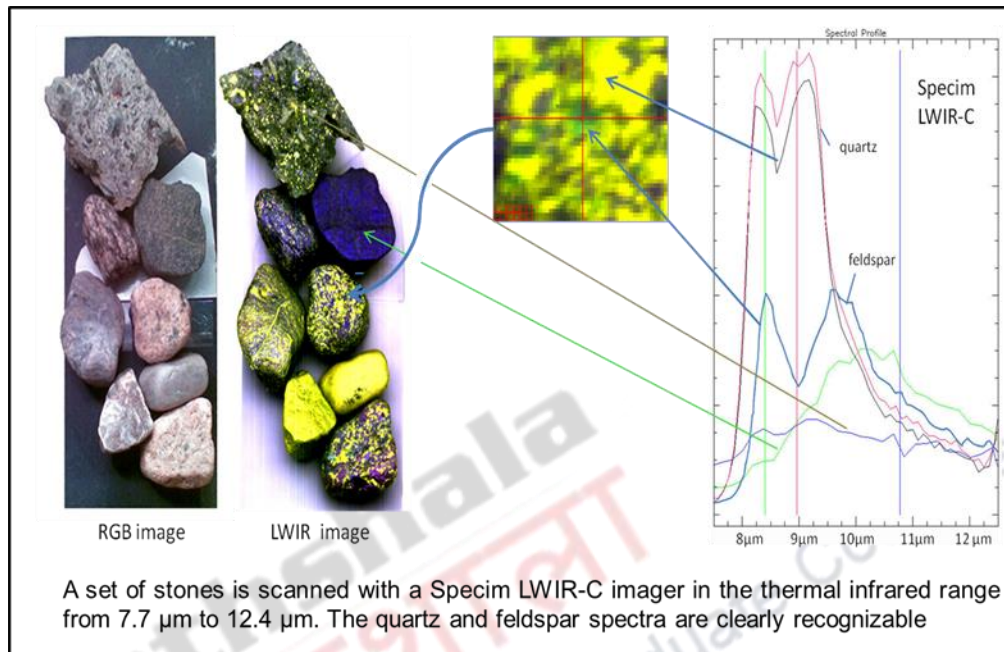 Spectral Profile
Specim
LWIR-C
quartz
feldspar
8µm 9µm 10µm 11µm 12µm
RGB image LWIR image
A set of stones is scanned with a Specim LWIR-C imager in the thermal infrared range
from 7.7 µm to 12.4 µm. The quartz and feldspar spectra are clearly recognizable